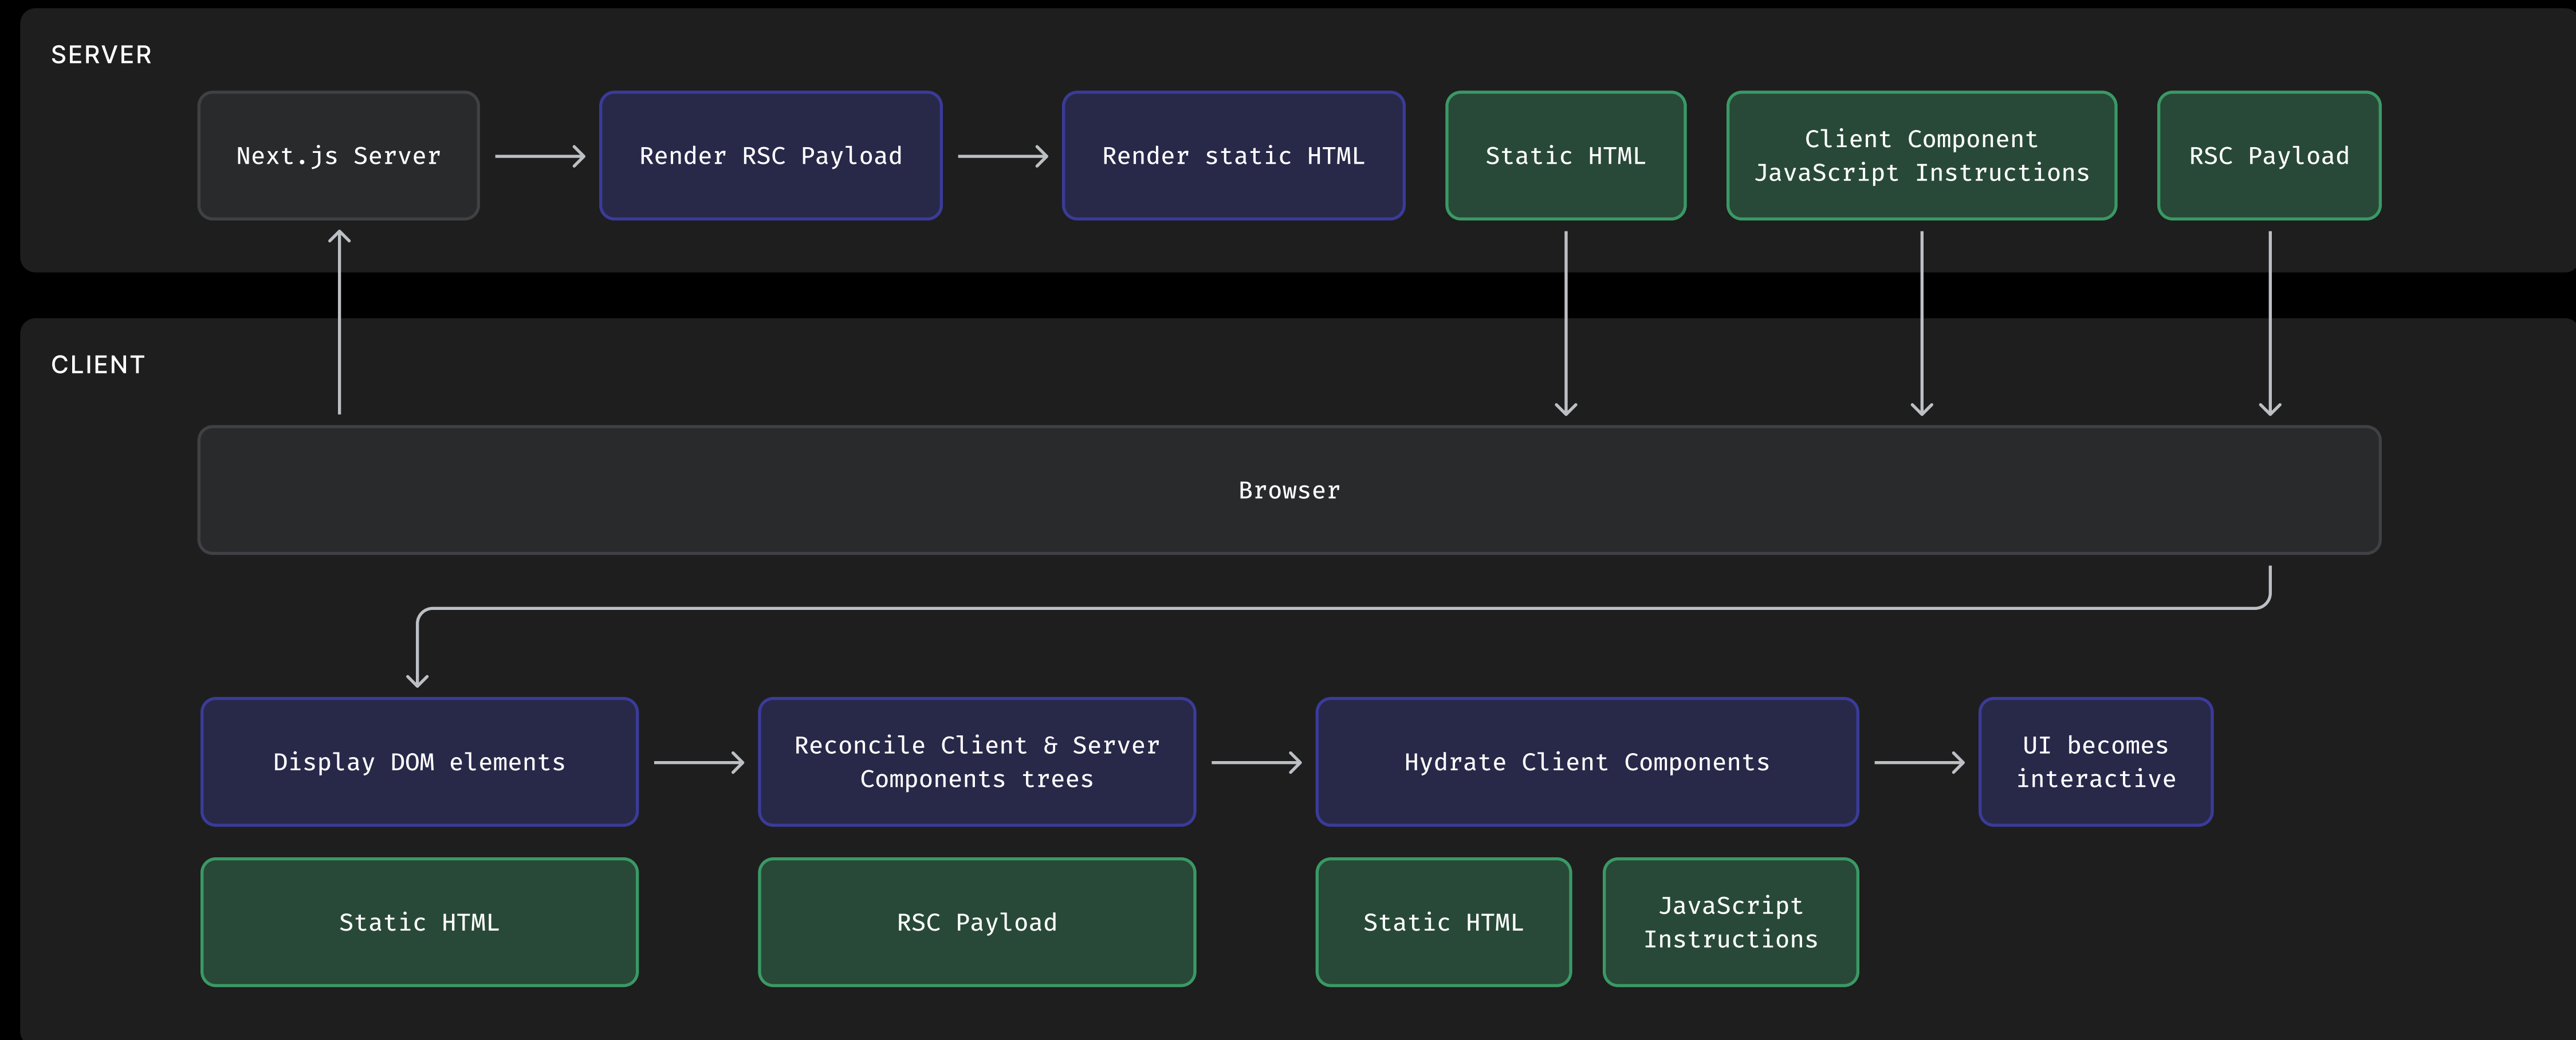 SERVER
Next.js Server
Render RSC Payload
Render static HTML
Static HTML
Client Component
JavaScript Instructions
RSC Payload
CLIENT
Browser
Display DOM elements
Reconcile Client & Server
Components trees
Hydrate Client Components
UI becomes
interactive
Static HTML
RSC Payload
Static HTML
JavaScript
Instructions